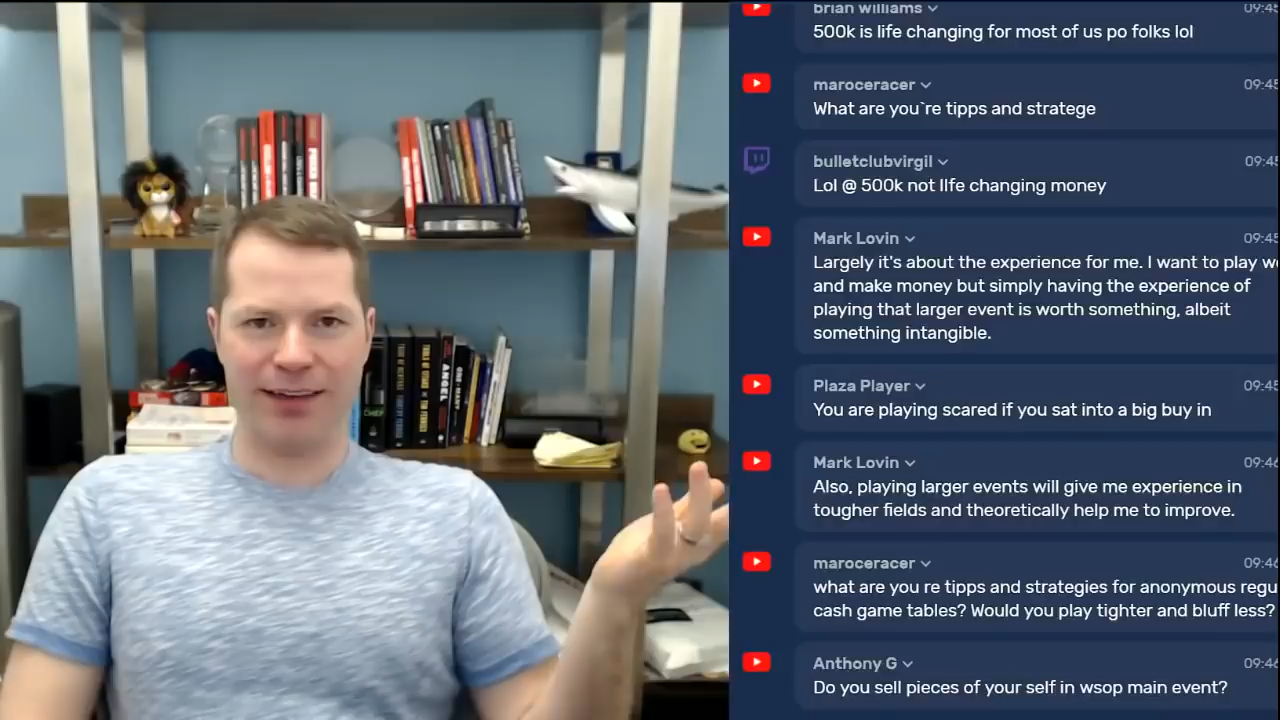 brian williams
09:45
500k is life changing for most of us po folks lol
maroceracer
09:45
What are you`re tipps and stratege
bulletclubvirgil
09:45
Lol @ 500k not life changing money
Mark Lovin
09:45
Largely it's about the experience for me. I want to play we
and make money but simply having the experience of
playing that larger event is worth something, albeit
something intangible.
Plaza Player
09:45
You are playing scared if you sat into a big buy in
Mark Lovin
09:46
Also, playing larger events will give me experience in
tougher fields and theoretically help me to improve.
maroceracer
09:46
what are you re tipps and strategies for anonymous regu
cash game tables? Would you play tighter and bluff less?
Anthony G
09:46
Do you sell pieces of your self in wsop main event?
ANGEL